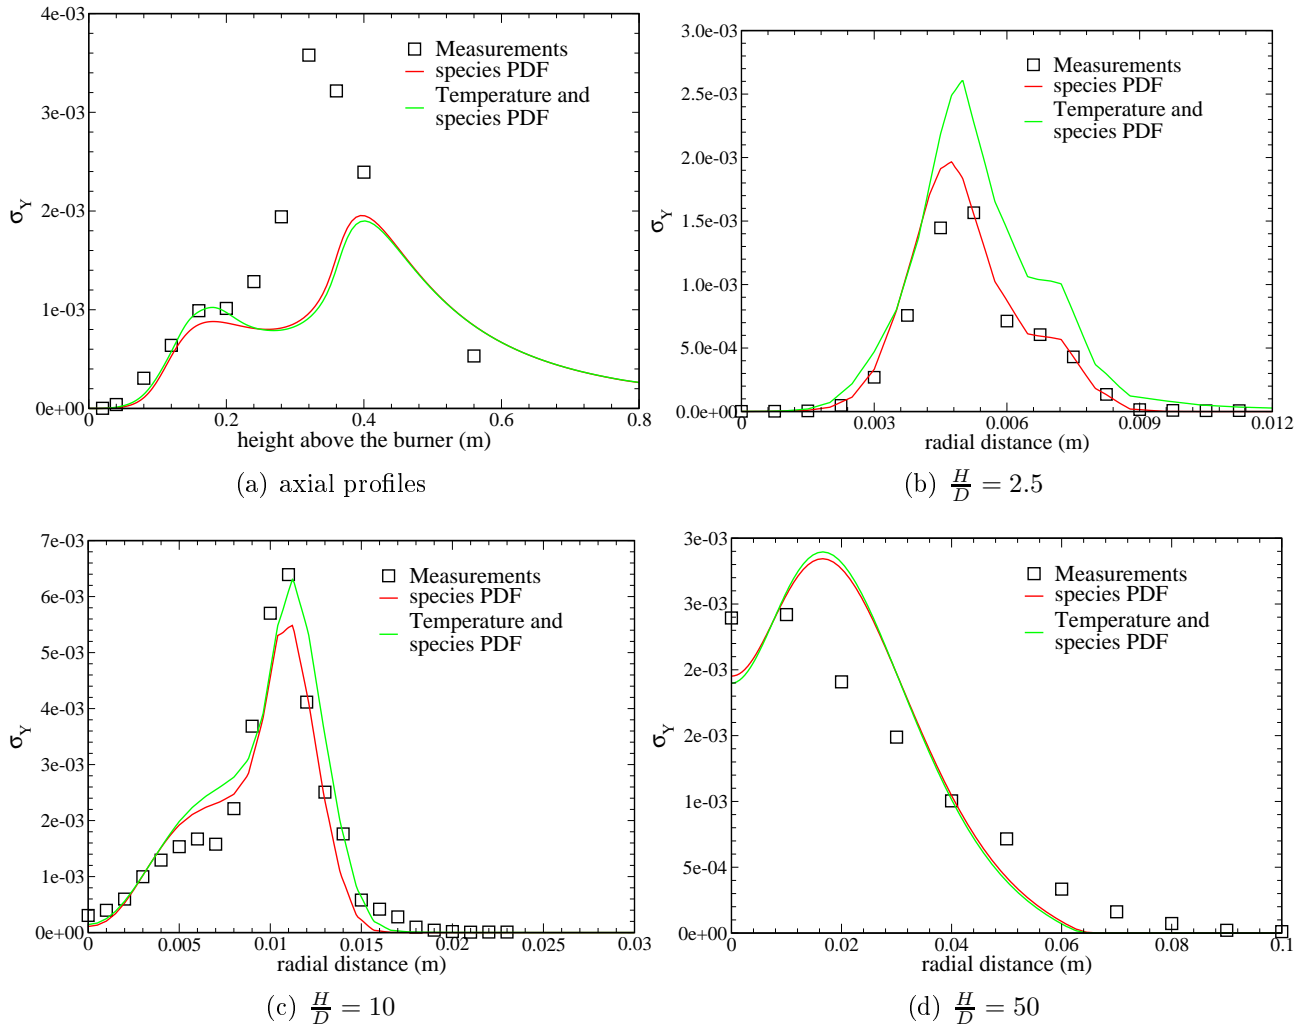 4e-03
3e-03
2e-03
1e-03
0e+00
σ_Y
Measurements
species PDF
Temperature and
species PDF
0 0.2 0.4 0.6 0.8
height above the burner (m)
(a) axial profiles
3.0e-03
2.5e-03
2.0e-03
1.5e-03
1.0e-03
5.0e-04
0.0e+00
σ_Y
Measurements
species PDF
Temperature and
species PDF
0 0.003 0.006 0.009 0.012
radial distance (m)
(b) H/D = 2.5
7e-03
6e-03
5e-03
4e-03
3e-03
2e-03
1e-03
0e+00
σ_Y
Measurements
species PDF
Temperature and
species PDF
0 0.005 0.01 0.015 0.02 0.025 0.03
radial distance (m)
(c) H/D = 10
3e-03
3e-03
2e-03
2e-03
1e-03
5e-04
0e+00
σ_Y
Measurements
species PDF
Temperature and
species PDF
0 0.02 0.04 0.06 0.08 0.1
radial distance (m)
(d) H/D = 50